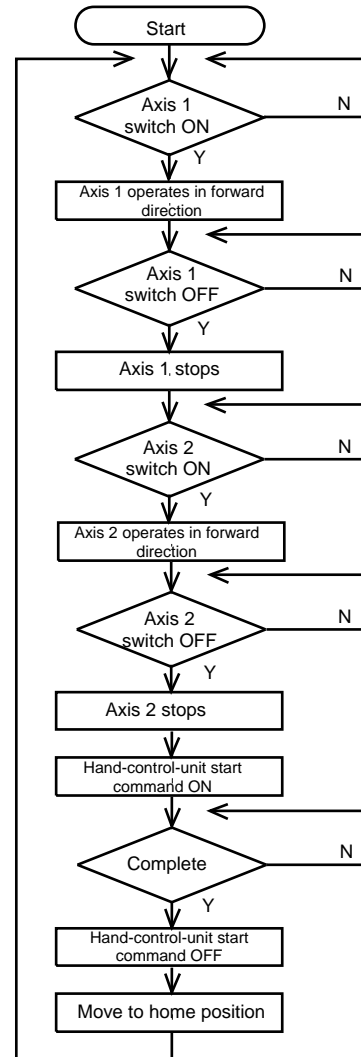 Start
Axis 1
switch ON
N
Y
Axis 1 operates in forward
direction
Axis 1
switch OFF
N
Y
Axis 1 stops
Axis 2
switch ON
N
Y
Axis 2 operates in forward
direction
Axis 2
switch OFF
N
Y
Axis 2 stops
Hand-control-unit start
command ON
Complete
N
Y
Hand-control-unit start
command OFF
Move to home position